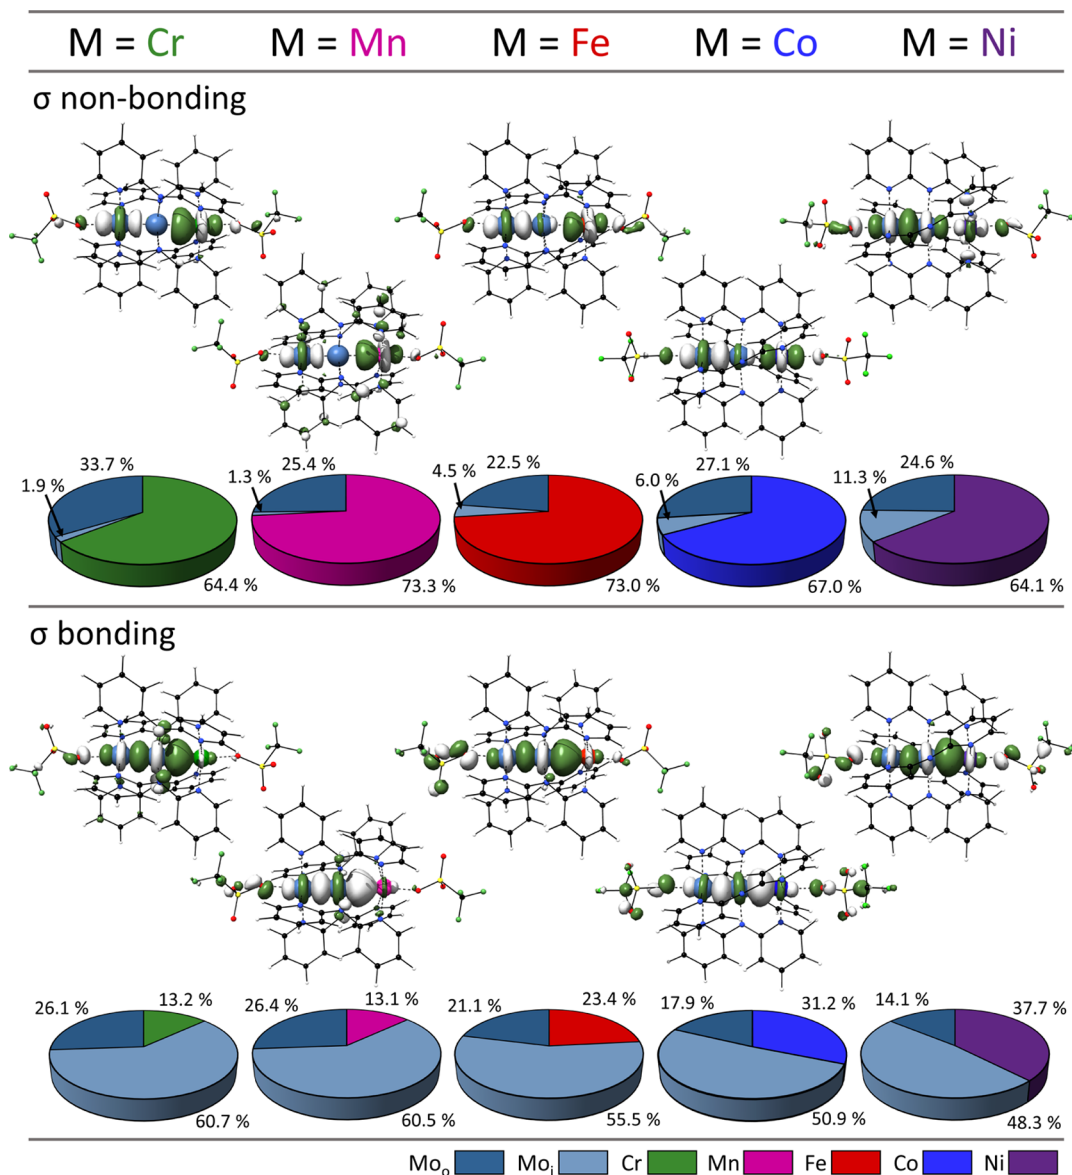 M = Cr M = Mn M = Fe M = Co M = Ni
σ non-bonding
33.7 % 25.4 % 22.5 % 27.1 % 24.6 %
1.9 % 1.3 % 4.5 % 6.0 % 11.3 %
64.4 % 73.3 % 73.0 % 67.0 % 64.1 %
σ bonding
26.1 % 13.2 % 26.4 % 13.1 % 21.1 % 23.4 % 17.9 % 31.2 % 14.1 % 37.7 %
60.7 % 60.5 % 55.5 % 50.9 % 48.3 %
Moₒ Moᵢ Cr Mn Fe Co Ni